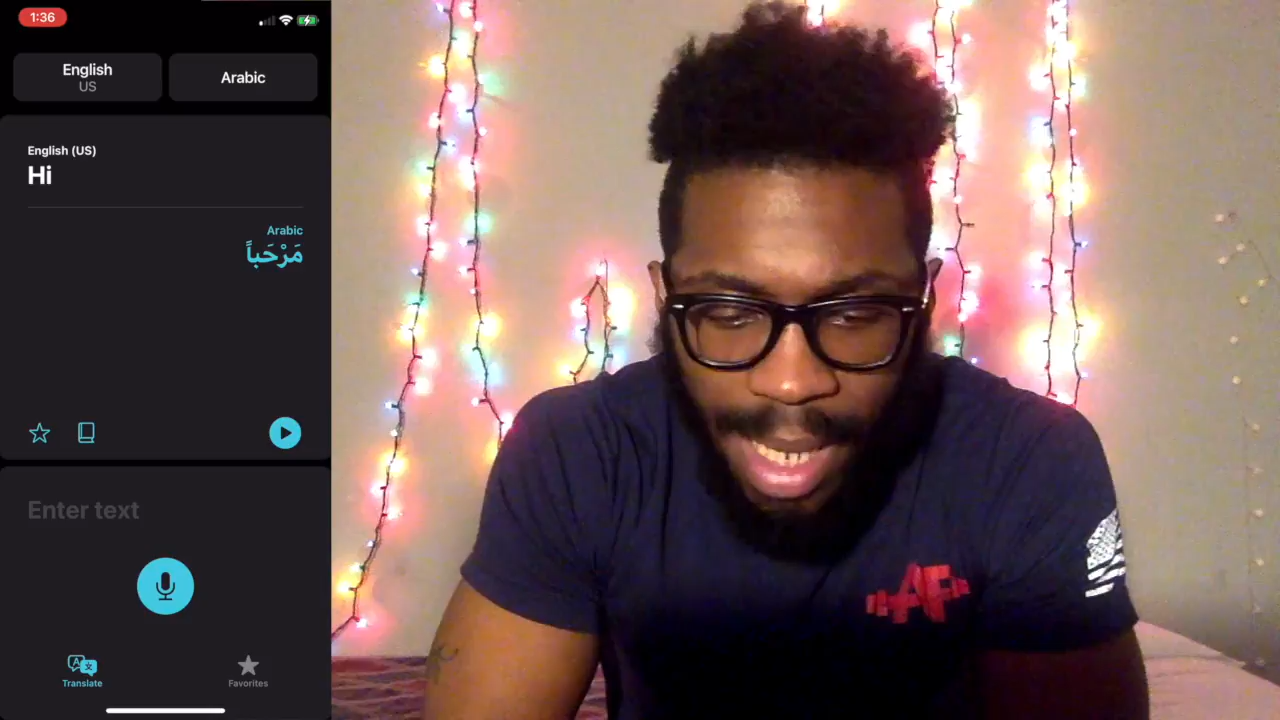 1:36
English
US
Arabic
English (US)
Hi
Arabic
مَرْحَباً
Enter text
Translate
Favorites
AF